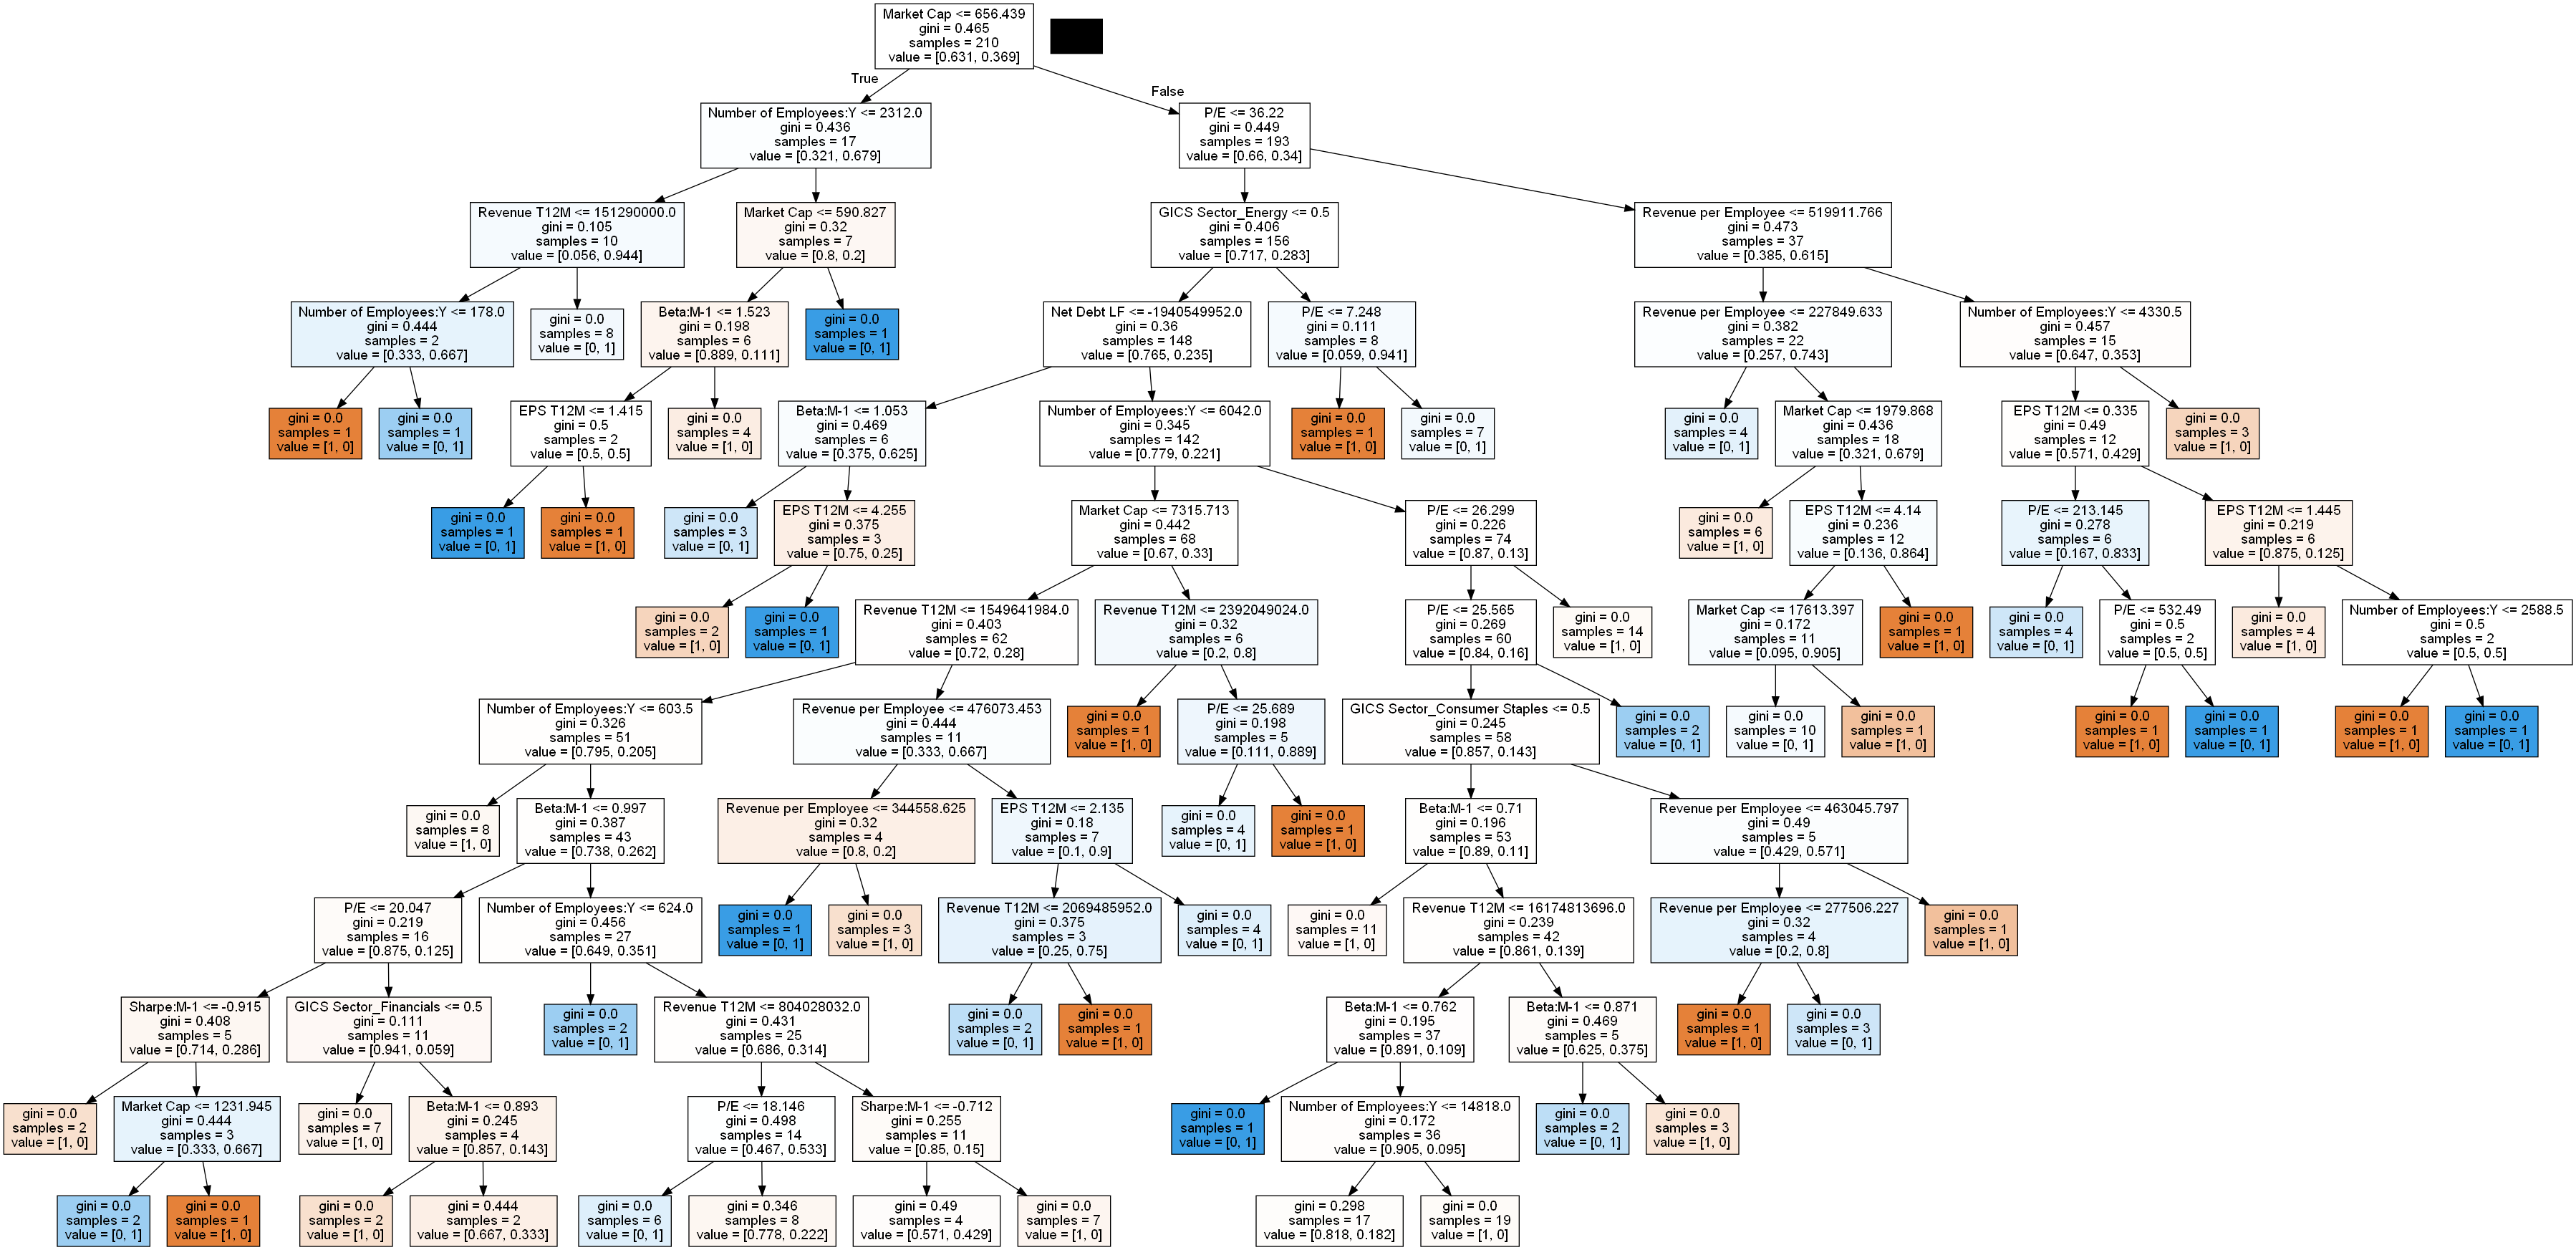 Market Cap <= 656.439
gini = 0.465
samples = 210
value = [0.631, 0.369]
True
False
Number of Employees:Y <= 2312.0
gini = 0.436
samples = 17
value = [0.321, 0.679]
P/E <= 36.22
gini = 0.449
samples = 193
value = [0.66, 0.34]
Revenue T12M <= 151290000.0
gini = 0.105
samples = 10
value = [0.056, 0.944]
Market Cap <= 590.827
gini = 0.32
samples = 7
value = [0.8, 0.2]
GICS Sector_Energy <= 0.5
gini = 0.406
samples = 156
value = [0.717, 0.283]
Revenue per Employee <= 519911.766
gini = 0.473
samples = 37
value = [0.385, 0.615]
Number of Employees:Y <= 178.0
gini = 0.444
samples = 2
value = [0.333, 0.667]
gini = 0.0
samples = 8
value = [0, 1]
Beta:M-1 <= 1.523
gini = 0.198
samples = 6
value = [0.889, 0.111]
gini = 0.0
samples = 1
value = [0, 1]
Net Debt LF <= -1940549952.0
gini = 0.36
samples = 148
value = [0.765, 0.235]
P/E <= 7.248
gini = 0.111
samples = 8
value = [0.059, 0.941]
Revenue per Employee <= 227849.633
gini = 0.382
samples = 22
value = [0.257, 0.743]
Number of Employees:Y <= 4330.5
gini = 0.457
samples = 15
value = [0.647, 0.353]
gini = 0.0
samples = 1
value = [1, 0]
gini = 0.0
samples = 1
value = [0, 1]
EPS T12M <= 1.415
gini = 0.5
samples = 2
value = [0.5, 0.5]
gini = 0.0
samples = 4
value = [1, 0]
Beta:M-1 <= 1.053
gini = 0.469
samples = 6
value = [0.375, 0.625]
Number of Employees:Y <= 6042.0
gini = 0.345
samples = 142
value = [0.779, 0.221]
gini = 0.0
samples = 1
value = [1, 0]
gini = 0.0
samples = 7
value = [0, 1]
gini = 0.0
samples = 4
value = [0, 1]
Market Cap <= 1979.868
gini = 0.436
samples = 18
value = [0.321, 0.679]
EPS T12M <= 0.335
gini = 0.49
samples = 12
value = [0.571, 0.429]
gini = 0.0
samples = 3
value = [1, 0]
gini = 0.0
samples = 1
value = [0, 1]
gini = 0.0
samples = 1
value = [1, 0]
gini = 0.0
samples = 3
value = [0, 1]
EPS T12M <= 4.255
gini = 0.375
samples = 3
value = [0.75, 0.25]
Market Cap <= 7315.713
gini = 0.442
samples = 68
value = [0.67, 0.33]
P/E <= 26.299
gini = 0.226
samples = 74
value = [0.87, 0.13]
gini = 0.0
samples = 6
value = [1, 0]
EPS T12M <= 4.14
gini = 0.236
samples = 12
value = [0.136, 0.864]
P/E <= 213.145
gini = 0.278
samples = 6
value = [0.167, 0.833]
EPS T12M <= 1.445
gini = 0.219
samples = 6
value = [0.875, 0.125]
gini = 0.0
samples = 2
value = [1, 0]
gini = 0.0
samples = 1
value = [0, 1]
Revenue T12M <= 1549641984.0
gini = 0.403
samples = 62
value = [0.72, 0.28]
Revenue T12M <= 2392049024.0
gini = 0.32
samples = 6
value = [0.2, 0.8]
P/E <= 25.565
gini = 0.269
samples = 60
value = [0.84, 0.16]
gini = 0.0
samples = 14
value = [1, 0]
Market Cap <= 17613.397
gini = 0.172
samples = 11
value = [0.095, 0.905]
gini = 0.0
samples = 1
value = [1, 0]
gini = 0.0
samples = 4
value = [0, 1]
P/E <= 532.49
gini = 0.5
samples = 2
value = [0.5, 0.5]
gini = 0.0
samples = 4
value = [1, 0]
Number of Employees:Y <= 2588.5
gini = 0.5
samples = 2
value = [0.5, 0.5]
Number of Employees:Y <= 603.5
gini = 0.326
samples = 51
value = [0.795, 0.205]
Revenue per Employee <= 476073.453
gini = 0.444
samples = 11
value = [0.333, 0.667]
gini = 0.0
samples = 1
value = [1, 0]
P/E <= 25.689
gini = 0.198
samples = 5
value = [0.111, 0.889]
GICS Sector_Consumer Staples <= 0.5
gini = 0.245
samples = 58
value = [0.857, 0.143]
gini = 0.0
samples = 2
value = [0, 1]
gini = 0.0
samples = 10
value = [0, 1]
gini = 0.0
samples = 1
value = [1, 0]
gini = 0.0
samples = 1
value = [1, 0]
gini = 0.0
samples = 1
value = [0, 1]
gini = 0.0
samples = 1
value = [1, 0]
gini = 0.0
samples = 1
value = [0, 1]
gini = 0.0
samples = 8
value = [1, 0]
Beta:M-1 <= 0.997
gini = 0.387
samples = 43
value = [0.738, 0.262]
Revenue per Employee <= 344558.625
gini = 0.32
samples = 4
value = [0.8, 0.2]
EPS T12M <= 2.135
gini = 0.18
samples = 7
value = [0.1, 0.9]
gini = 0.0
samples = 4
value = [0, 1]
gini = 0.0
samples = 1
value = [1, 0]
Beta:M-1 <= 0.71
gini = 0.196
samples = 53
value = [0.89, 0.11]
Revenue per Employee <= 463045.797
gini = 0.49
samples = 5
value = [0.429, 0.571]
P/E <= 20.047
gini = 0.219
samples = 16
value = [0.875, 0.125]
Number of Employees:Y <= 624.0
gini = 0.456
samples = 27
value = [0.649, 0.351]
gini = 0.0
samples = 1
value = [0, 1]
gini = 0.0
samples = 3
value = [1, 0]
Revenue T12M <= 2069485952.0
gini = 0.375
samples = 3
value = [0.25, 0.75]
gini = 0.0
samples = 4
value = [0, 1]
gini = 0.0
samples = 11
value = [1, 0]
Revenue T12M <= 16174813696.0
gini = 0.239
samples = 42
value = [0.861, 0.139]
Revenue per Employee <= 277506.227
gini = 0.32
samples = 4
value = [0.2, 0.8]
gini = 0.0
samples = 1
value = [1, 0]
Sharpe:M-1 <= -0.915
gini = 0.408
samples = 5
value = [0.714, 0.286]
GICS Sector_Financials <= 0.5
gini = 0.111
samples = 11
value = [0.941, 0.059]
gini = 0.0
samples = 2
value = [0, 1]
Revenue T12M <= 804028032.0
gini = 0.431
samples = 25
value = [0.686, 0.314]
gini = 0.0
samples = 2
value = [0, 1]
gini = 0.0
samples = 1
value = [1, 0]
Beta:M-1 <= 0.762
gini = 0.195
samples = 37
value = [0.891, 0.109]
Beta:M-1 <= 0.871
gini = 0.469
samples = 5
value = [0.625, 0.375]
gini = 0.0
samples = 1
value = [1, 0]
gini = 0.0
samples = 3
value = [0, 1]
gini = 0.0
samples = 2
value = [1, 0]
Market Cap <= 1231.945
gini = 0.444
samples = 3
value = [0.333, 0.667]
gini = 0.0
samples = 7
value = [1, 0]
Beta:M-1 <= 0.893
gini = 0.245
samples = 4
value = [0.857, 0.143]
P/E <= 18.146
gini = 0.498
samples = 14
value = [0.467, 0.533]
Sharpe:M-1 <= -0.712
gini = 0.255
samples = 11
value = [0.85, 0.15]
gini = 0.0
samples = 1
value = [0, 1]
Number of Employees:Y <= 14818.0
gini = 0.172
samples = 36
value = [0.905, 0.095]
gini = 0.0
samples = 2
value = [0, 1]
gini = 0.0
samples = 3
value = [1, 0]
gini = 0.0
samples = 2
value = [0, 1]
gini = 0.0
samples = 1
value = [1, 0]
gini = 0.0
samples = 2
value = [1, 0]
gini = 0.444
samples = 2
value = [0.667, 0.333]
gini = 0.0
samples = 6
value = [0, 1]
gini = 0.346
samples = 8
value = [0.778, 0.222]
gini = 0.49
samples = 4
value = [0.571, 0.429]
gini = 0.0
samples = 7
value = [1, 0]
gini = 0.298
samples = 17
value = [0.818, 0.182]
gini = 0.0
samples = 19
value = [1, 0]